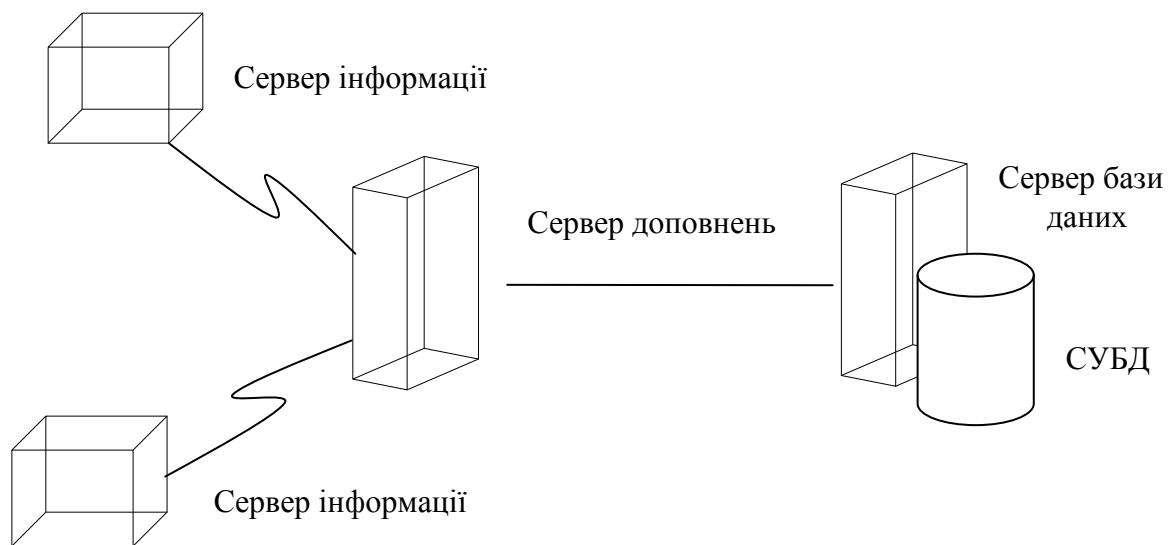 Сервер інформації
Сервер доповнень
Сервер бази
даних
СУБД
Сервер інформації